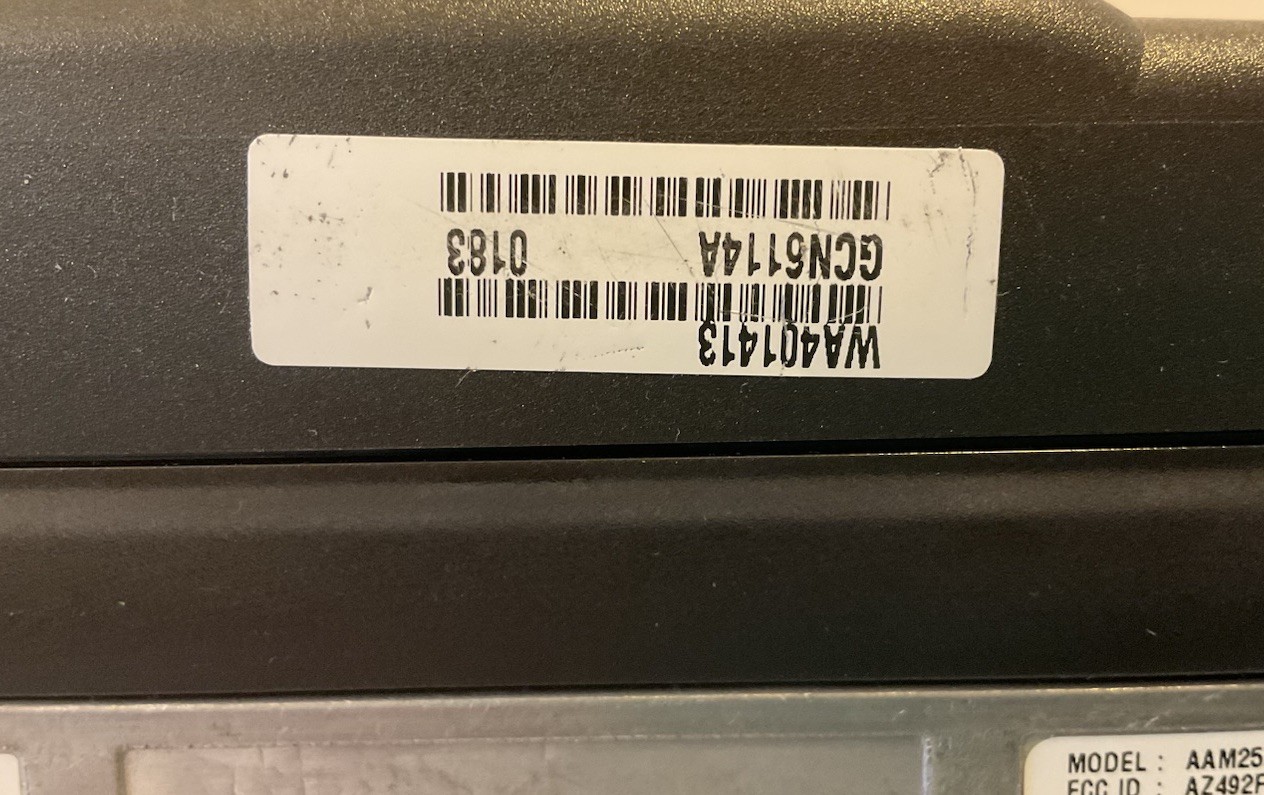 WA401413
GCN6114A 0183
MODEL : AAM25
FCC ID : AZ492F